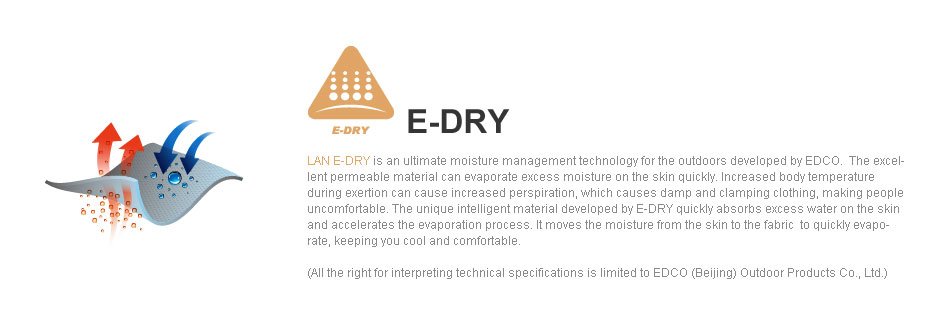 E-DRY
E-DRY
LAN E-DRY is an ultimate moisture management technology for the outdoors developed by EDCO. The excel-
lent permeable material can evaporate excess moisture on the skin quickly. Increased body temperature
during exertion can cause increased perspiration, which causes damp and clamping clothing, making people
uncomfortable. The unique intelligent material developed by E-DRY quickly absorbs excess water on the skin
and accelerates the evaporation process. It moves the moisture from the skin to the fabric to quickly evapo-
rate, keeping you cool and comfortable.
(All the right for interpreting technical specifications is limited to EDCO (Beijing) Outdoor Products Co., Ltd.)